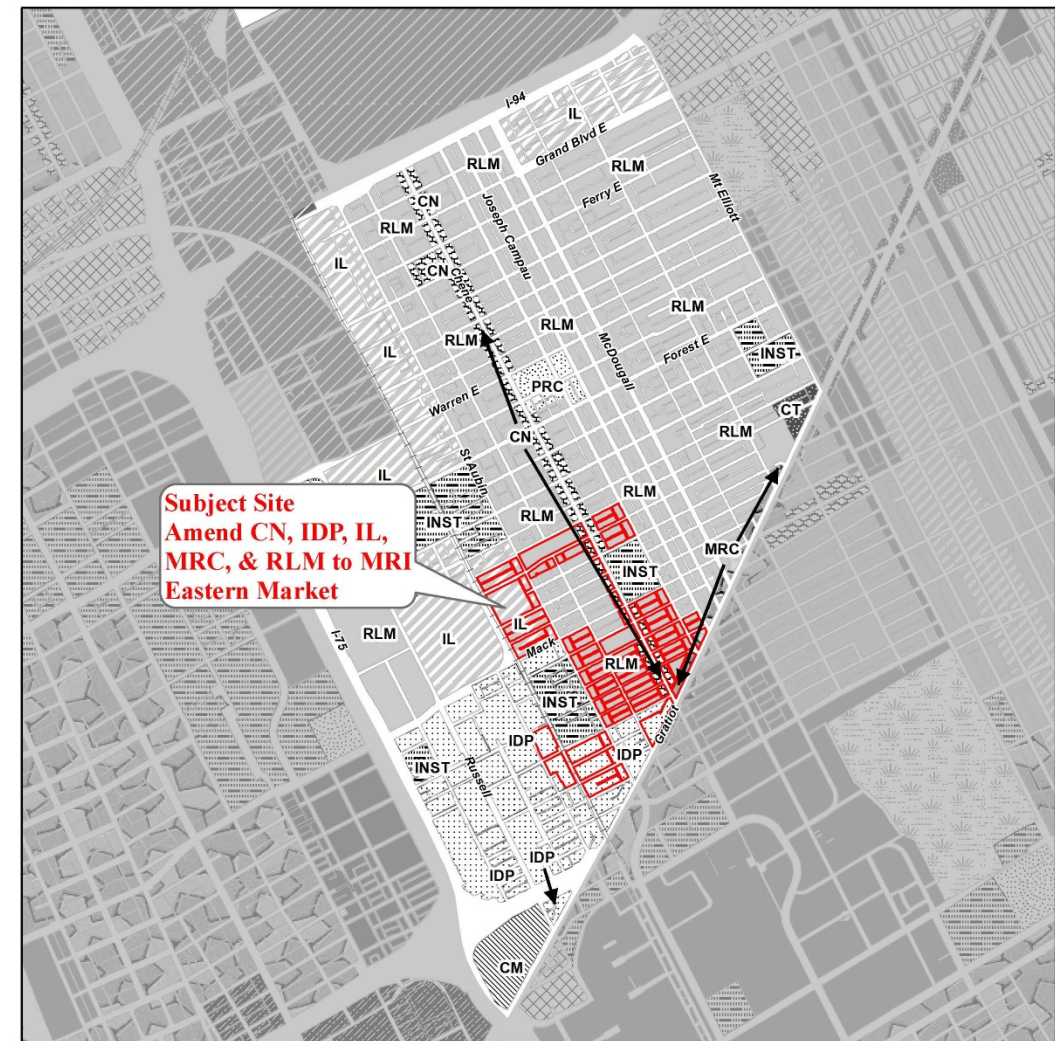 I-94
IL
Grand Blvd E
RLM
RLM
CN
Ferry E
Mt Elliott
Joseph Campau
RLM
IL
CN
Chene
RLM
RLM
RLM
IL
McDougall
Forest E
INST
PRC
Warren E
CT
CN
RLM
St Aubin
IL
RLM
INST
RLM
Subject Site
Amend CN, IDP, IL,
MRC, & RLM to MRI
Eastern Market
MRC
INST
IL
I-75
RLM
IL
Mack
RLM
INST
Gratiot
IDP
IDP
INST
Russell
IDP
IDP
CM